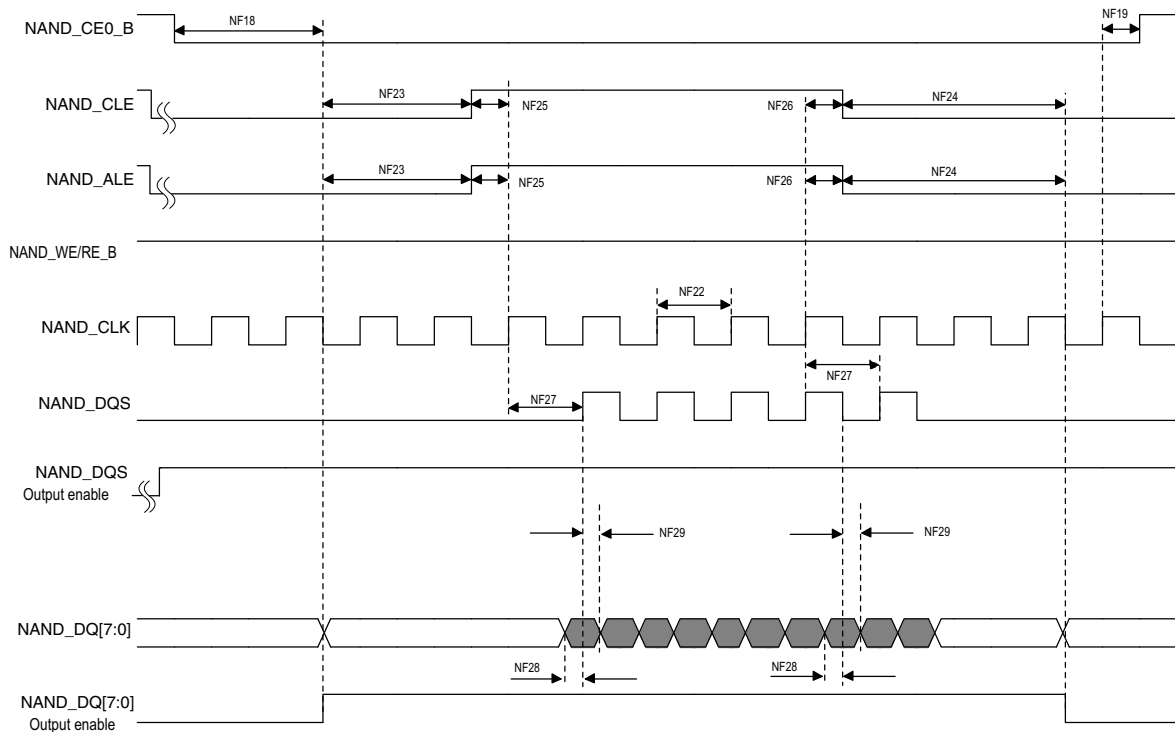 NAND_CE0_B
NF18
NF19
NAND_CLE
NF23
NF25
NF26
NF24
NAND_ALE
NF23
NF25
NF26
NF24
NAND_WE/RE_B
NF22
NAND_CLK
NF27
NAND_DQS
NF27
NAND_DQS
Output enable
NF29
NF29
NAND_DQ[7:0]
NF28
NF28
NAND_DQ[7:0]
Output enable